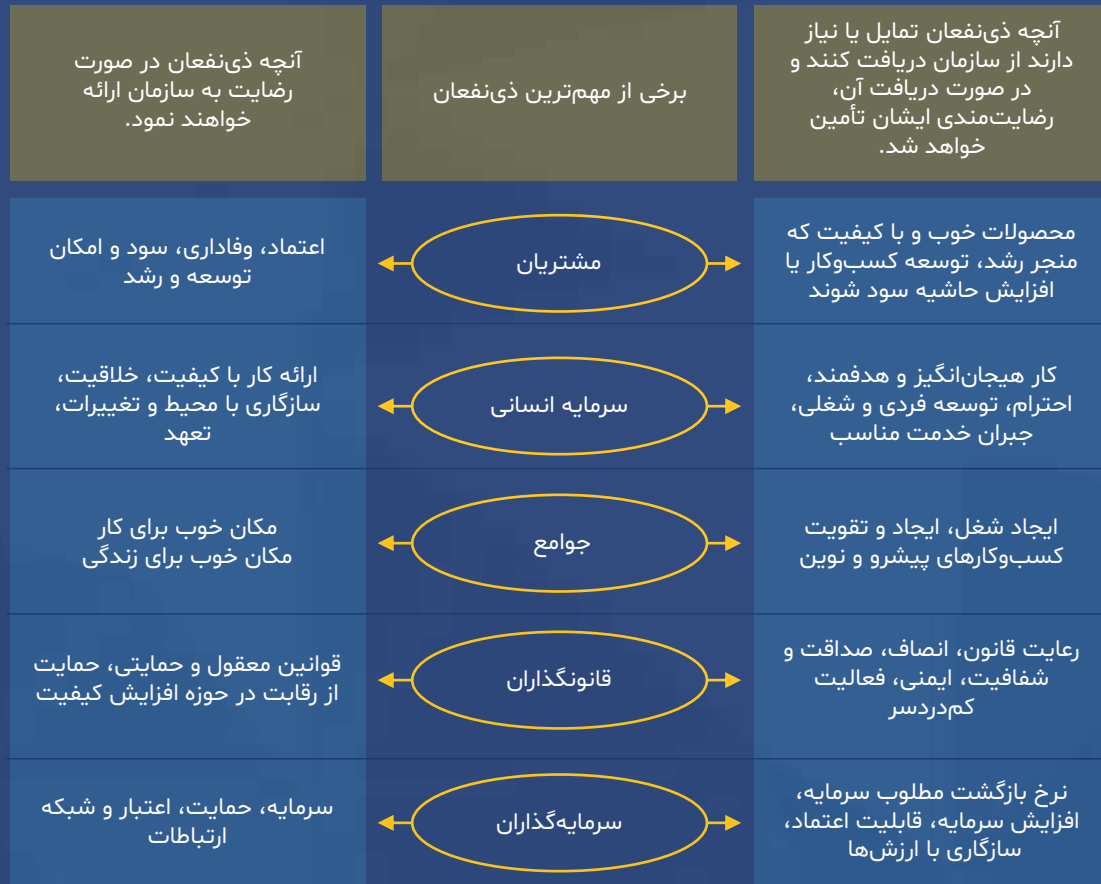 آنچه ذی‌نفعان تمایل یا نیاز
دارند از سازمان دریافت کنند و
در صورت دریافت آن،
رضایت‌مندی ایشان تأمین
خواهد شد.
برخی از مهم‌ترین ذی‌نفعان
آنچه ذی‌نفعان در صورت
رضایت به سازمان ارائه
خواهند نمود.
محصولات خوب و با کیفیت که
منجر رشد، توسعه کسب‌وکار یا
افزایش حاشیه سود شوند
مشتریان
اعتماد، وفاداری، سود و امکان
توسعه و رشد
کار هیجان‌انگیز و هدفمند،
احترام، توسعه فردی و شغلی،
جبران خدمت مناسب
سرمایه انسانی
ارائه کار با کیفیت، خلاقیت،
سازگاری با محیط و تغییرات،
تعهد
ایجاد شغل، ایجاد و تقویت
کسب‌وکارهای پیشرو و نوین
جوامع
مکان خوب برای کار
مکان خوب برای زندگی
رعایت قانون، انصاف، صداقت و
شفافیت، ایمنی، فعالیت
کم‌دردسر
قانونگذاران
قوانین معقول و حمایتی، حمایت
از رقابت در حوزه افزایش کیفیت
نرخ بازگشت مطلوب سرمایه،
افزایش سرمایه، قابلیت اعتماد،
سازگاری با ارزش‌ها
سرمایه‌گذاران
سرمایه، حمایت، اعتبار و شبکه
ارتباطات